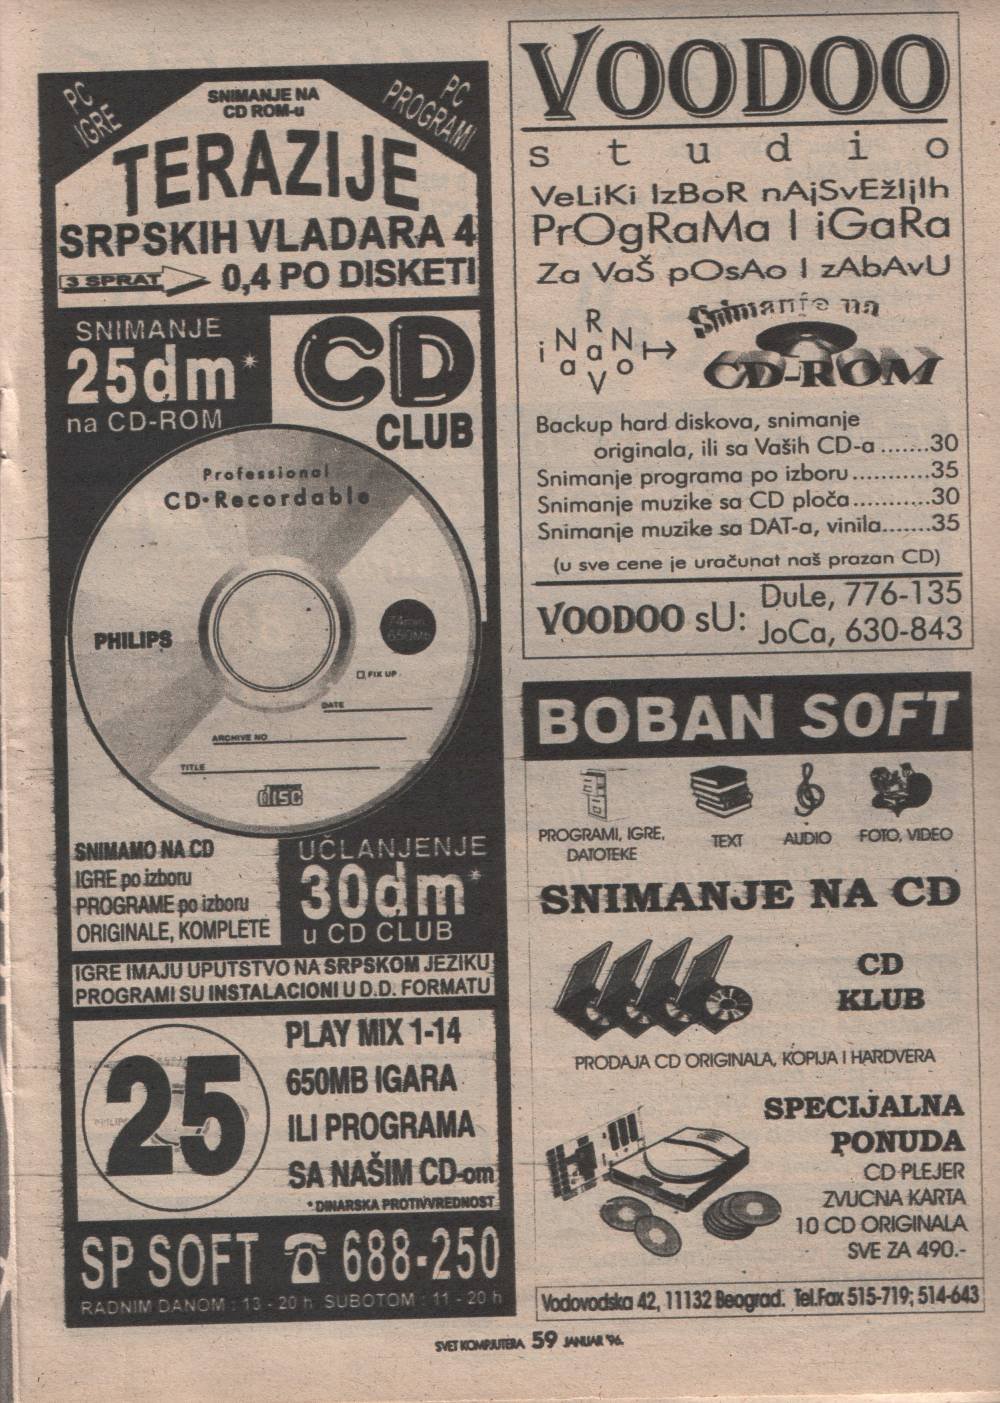 PC
IGRE
SNIMANJE NA
CD ROM-u
PC
PROGRAMI
TERAZIJE
SRPSKIH VLADARA 4
3 SPRAT
0,4 PO DISKETI
SNIMANJE
25dm*
na CD-ROM
CD
CLUB
Professional
CD-Recordable
PHILIPS
74min
650Mb
FIX UP
DATE
ARCHIVE NO
TITLE
disc
SNIMAMO NA CD
IGRE po izboru
PROGRAME po izboru
ORIGINALE, KOMPLETE
UČLANJENJE
30dm*
u CD CLUB
IGRE IMAJU UPUTSTVO NA SRPSKOM JEZIKU
PROGRAMI SU INSTALACIONI U D.D. FORMATU
25
PLAY MIX 1-14
650MB IGARA
ILI PROGRAMA
SA NAŠIM CD-om
* DINARSKA PROTIVVREDNOST
SP SOFT 688-250
RADNIM DANOM : 13 - 20 h SUBOTOM : 11 - 20 h
VOODOO
studio
VeLiKi IzBoR nAjSvEžIjIh
PrOgRaMa I iGaRa
Za VaŠ pOsAo I zAbAvU
iNaRaVNo
Snimanje na
CD-ROM
Backup hard diskova, snimanje
originala, ili sa Vaših CD-a .......30
Snimanje programa po izboru...........35
Snimanje muzike sa CD ploča...........30
Snimanje muzike sa DAT-a, vinila.......35
(u sve cene je uračunat naš prazan CD)
VOODOO sU:
DuLe, 776-135
JoCa, 630-843
BOBAN SOFT
PROGRAMI, IGRE,
DATOTEKE
TEXT
AUDIO
FOTO, VIDEO
SNIMANJE NA CD
CD
KLUB
PRODAJA CD ORIGINALA, KOPIJA I HARDVERA
SPECIJALNA
PONUDA
CD PLEJER
ZVUCNA KARTA
10 CD ORIGINALA
SVE ZA 490.-
Vodovodska 42, 11132 Beograd. Tel.Fax 515-719; 514-643
SVET KOMPJUTERA 59 JANUAR '96.